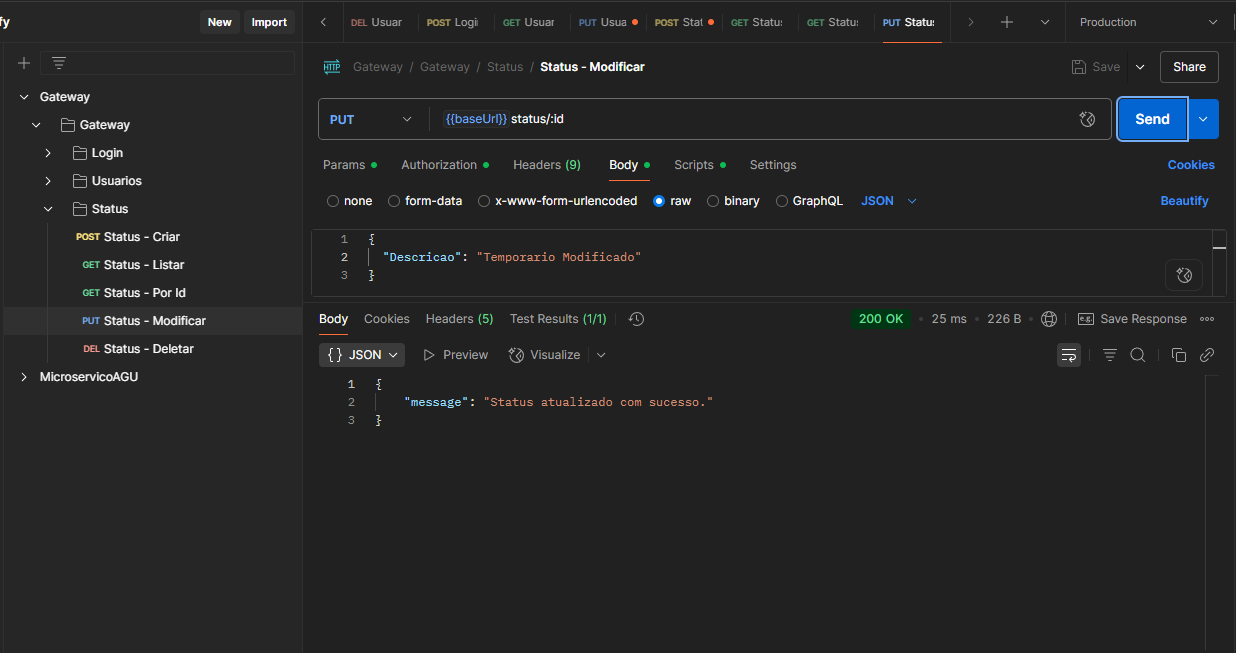 fy New Import DEL Usuar POST Logi GET Usuar PUT Usua POST Stat GET Statu GET Statu PUT Statu Production
Gateway / Gateway / Status / Status - Modificar Save Share
PUT {{baseUrl}} status/:id Send
Params Authorization Headers (9) Body Scripts Settings Cookies
none form-data x-www-form-urlencoded raw binary GraphQL JSON Beautify
1 {
2 "Descricao": "Temporario Modificado"
3 }
Gateway
Gateway
Login
Usuarios
Status
POST Status - Criar
GET Status - Listar
GET Status - Por Id
PUT Status - Modificar
DEL Status - Deletar
MicroservicoAGU
Body Cookies Headers (5) Test Results (1/1) 200 OK 25 ms 226 B e.g. Save Response
{} JSON Preview Visualize
1 {
2 "message": "Status atualizado com sucesso."
3 }